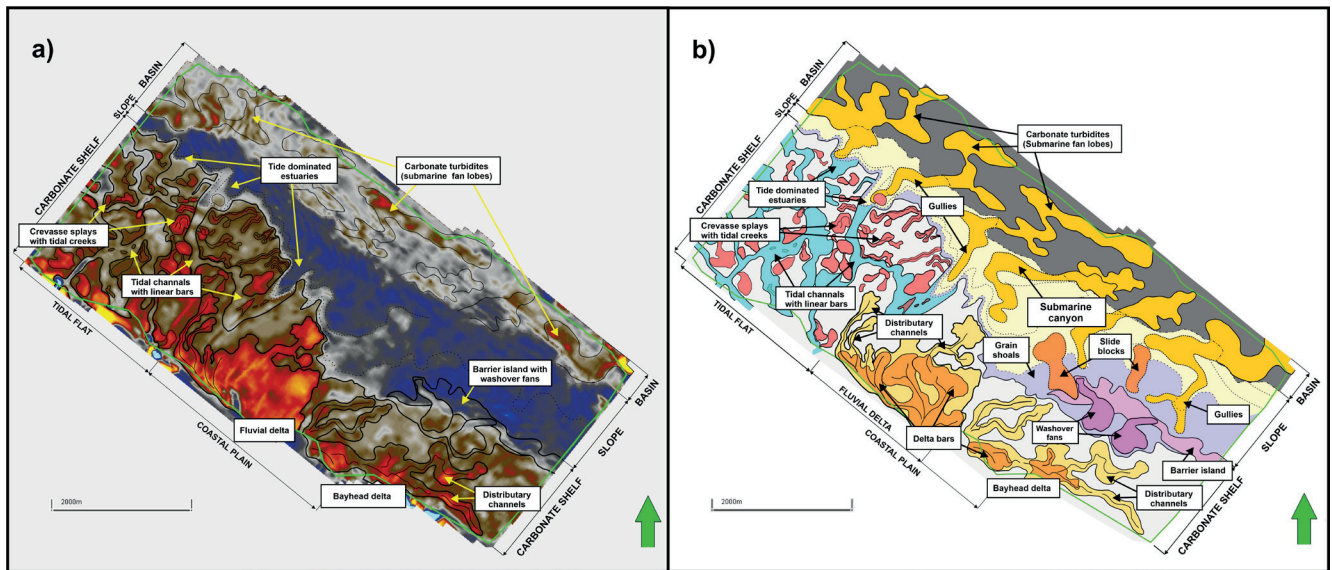 a)
BASIN
SLOPE
CARBONATE SHELF
Tide dominated
estuaries
Carbonate turbidites
(submarine fan lobes)
Crevasse splays
with tidal creeks
Tidal channals
with linear bars
TIDAL FLAT
Barrier island with
washover fans
Fluvial delta
COASTAL PLAIN
Bayhead delta
Distributary
channels
BASIN
SLOPE
CARBONATE SHELF
2000m
b)
BASIN
SLOPE
CARBONATE SHELF
Carbonate turbidites
(Submarine fan lobes)
Tide dominated
estuaries
Gullies
Crevasse splays
with tidal creeks
Tidal channels
with linear bars
TIDAL FLAT
Submarine
canyon
Distributary
channels
Grain
shoals
Slide
blocks
FLUVIAL DELTA
COASTAL PLAIN
Delta bars
Washover
fans
Gullies
Barrier island
Bayhead delta
Distributary
channels
BASIN
SLOPE
CARBONATE SHELF
2000m